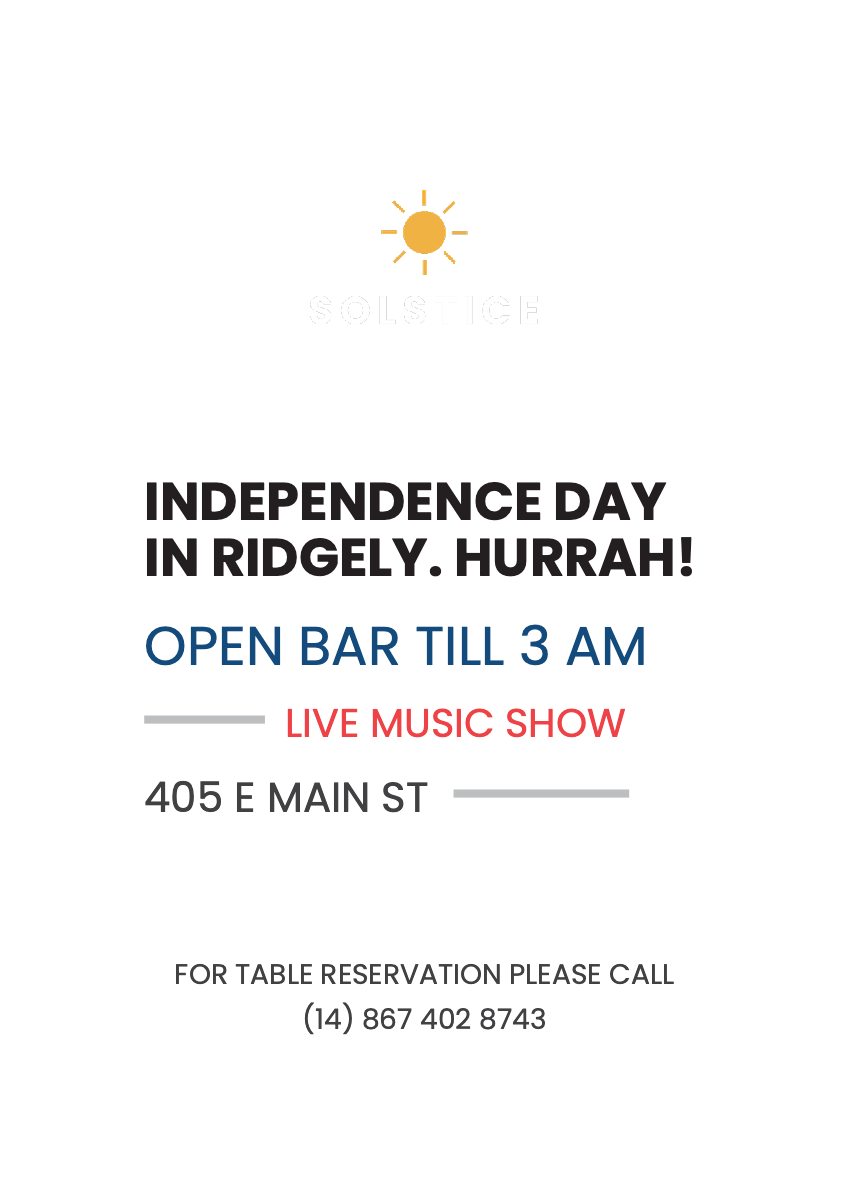 SOLSTICE
INDEPENDENCE DAY
IN RIDGELY. HURRAH!
OPEN BAR TILL 3 AM
LIVE MUSIC SHOW
405 E MAIN ST
FOR TABLE RESERVATION PLEASE CALL
(14) 867 402 8743